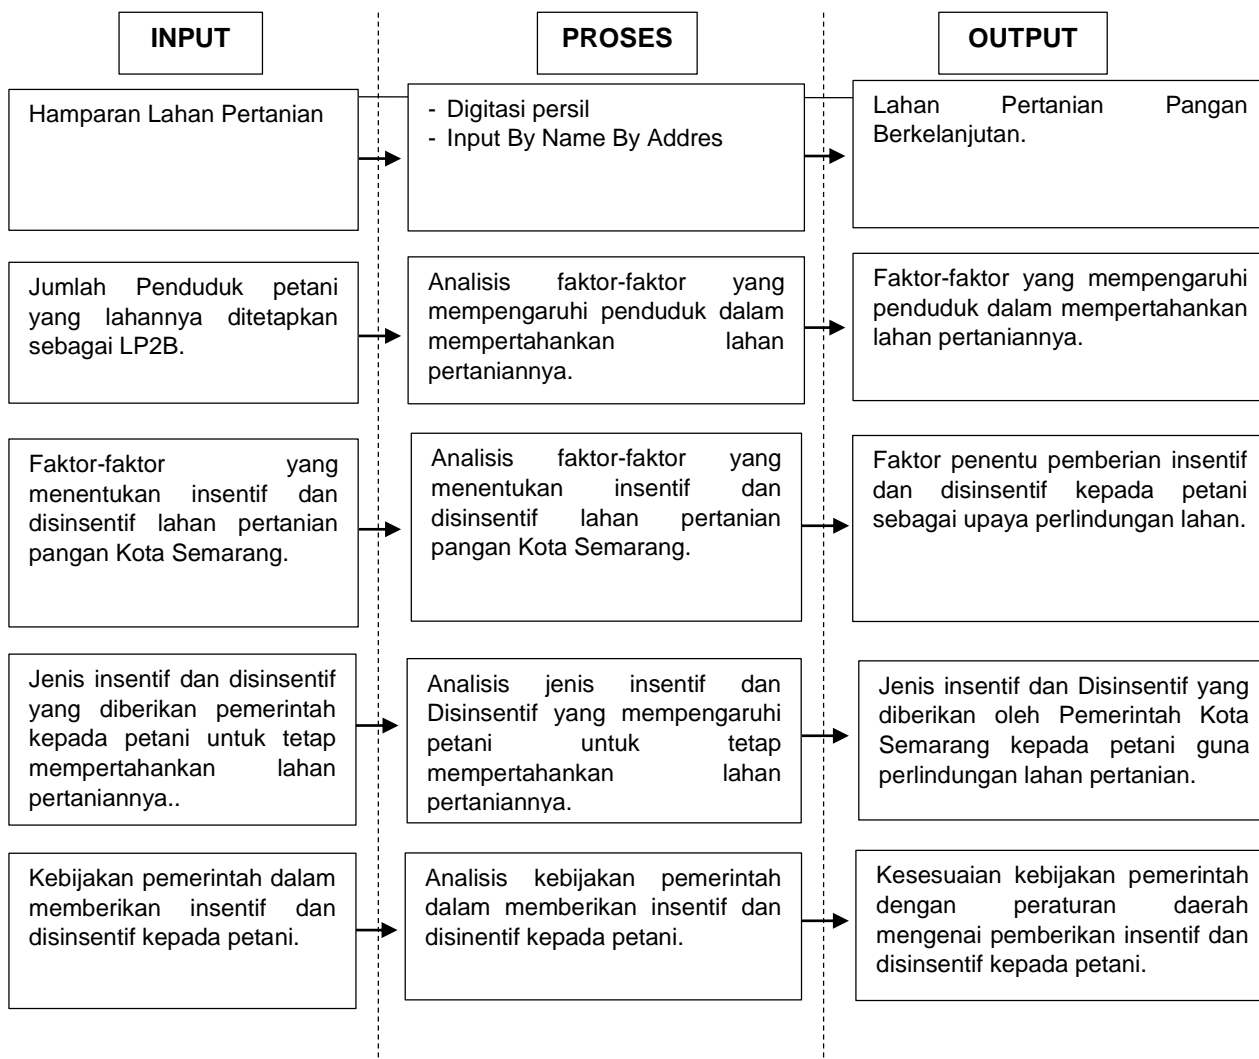 INPUT
PROSES
OUTPUT
Hamparan Lahan Pertanian
- Digitasi persil
- Input By Name By Addres
Lahan Pertanian Pangan
Berkelanjutan.
Jumlah Penduduk petani
yang lahannya ditetapkan
sebagai LP2B.
Analisis faktor-faktor yang
mempengaruhi penduduk dalam
mempertahankan lahan
pertaniannya.
Faktor-faktor yang mempengaruhi
penduduk dalam mempertahankan
lahan pertaniannya.
Faktor-faktor yang
menentukan insentif dan
disinsentif lahan pertanian
pangan Kota Semarang.
Analisis faktor-faktor yang
menentukan insentif dan
disinsentif lahan pertanian
pangan Kota Semarang.
Faktor penentu pemberian insentif
dan disinsentif kepada petani
sebagai upaya perlindungan lahan.
Jenis insentif dan disinsentif
yang diberikan pemerintah
kepada petani untuk tetap
mempertahankan lahan
pertaniannya..
Analisis jenis insentif dan
Disinsentif yang mempengaruhi
petani untuk tetap
mempertahankan lahan
pertaniannya.
Jenis insentif dan Disinsentif yang
diberikan oleh Pemerintah Kota
Semarang kepada petani guna
perlindungan lahan pertanian.
Kebijakan pemerintah dalam
memberikan insentif dan
disinsentif kepada petani.
Analisis kebijakan pemerintah
dalam memberikan insentif dan
disinentif kepada petani.
Kesesuaian kebijakan pemerintah
dengan peraturan daerah
mengenai pemberikan insentif dan
disinsentif kepada petani.